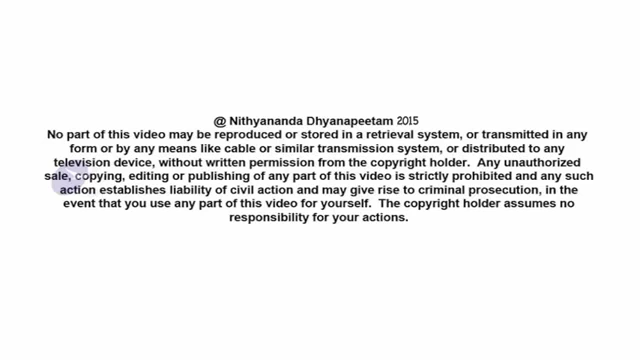 @ Nithyananda Dhyanapeetam 2015
No part of this video may be reproduced or stored in a retrieval system, or transmitted in any
form or by any means like cable or similar transmission system, or distributed to any
television device, without written permission from the copyright holder. Any unauthorized
sale, copying, editing or publishing of any part of this video is strictly prohibited and any such
action establishes liability of civil action and may give rise to criminal prosecution, in the
event that you use any part of this video for yourself. The copyright holder assumes no
responsibility for your actions.